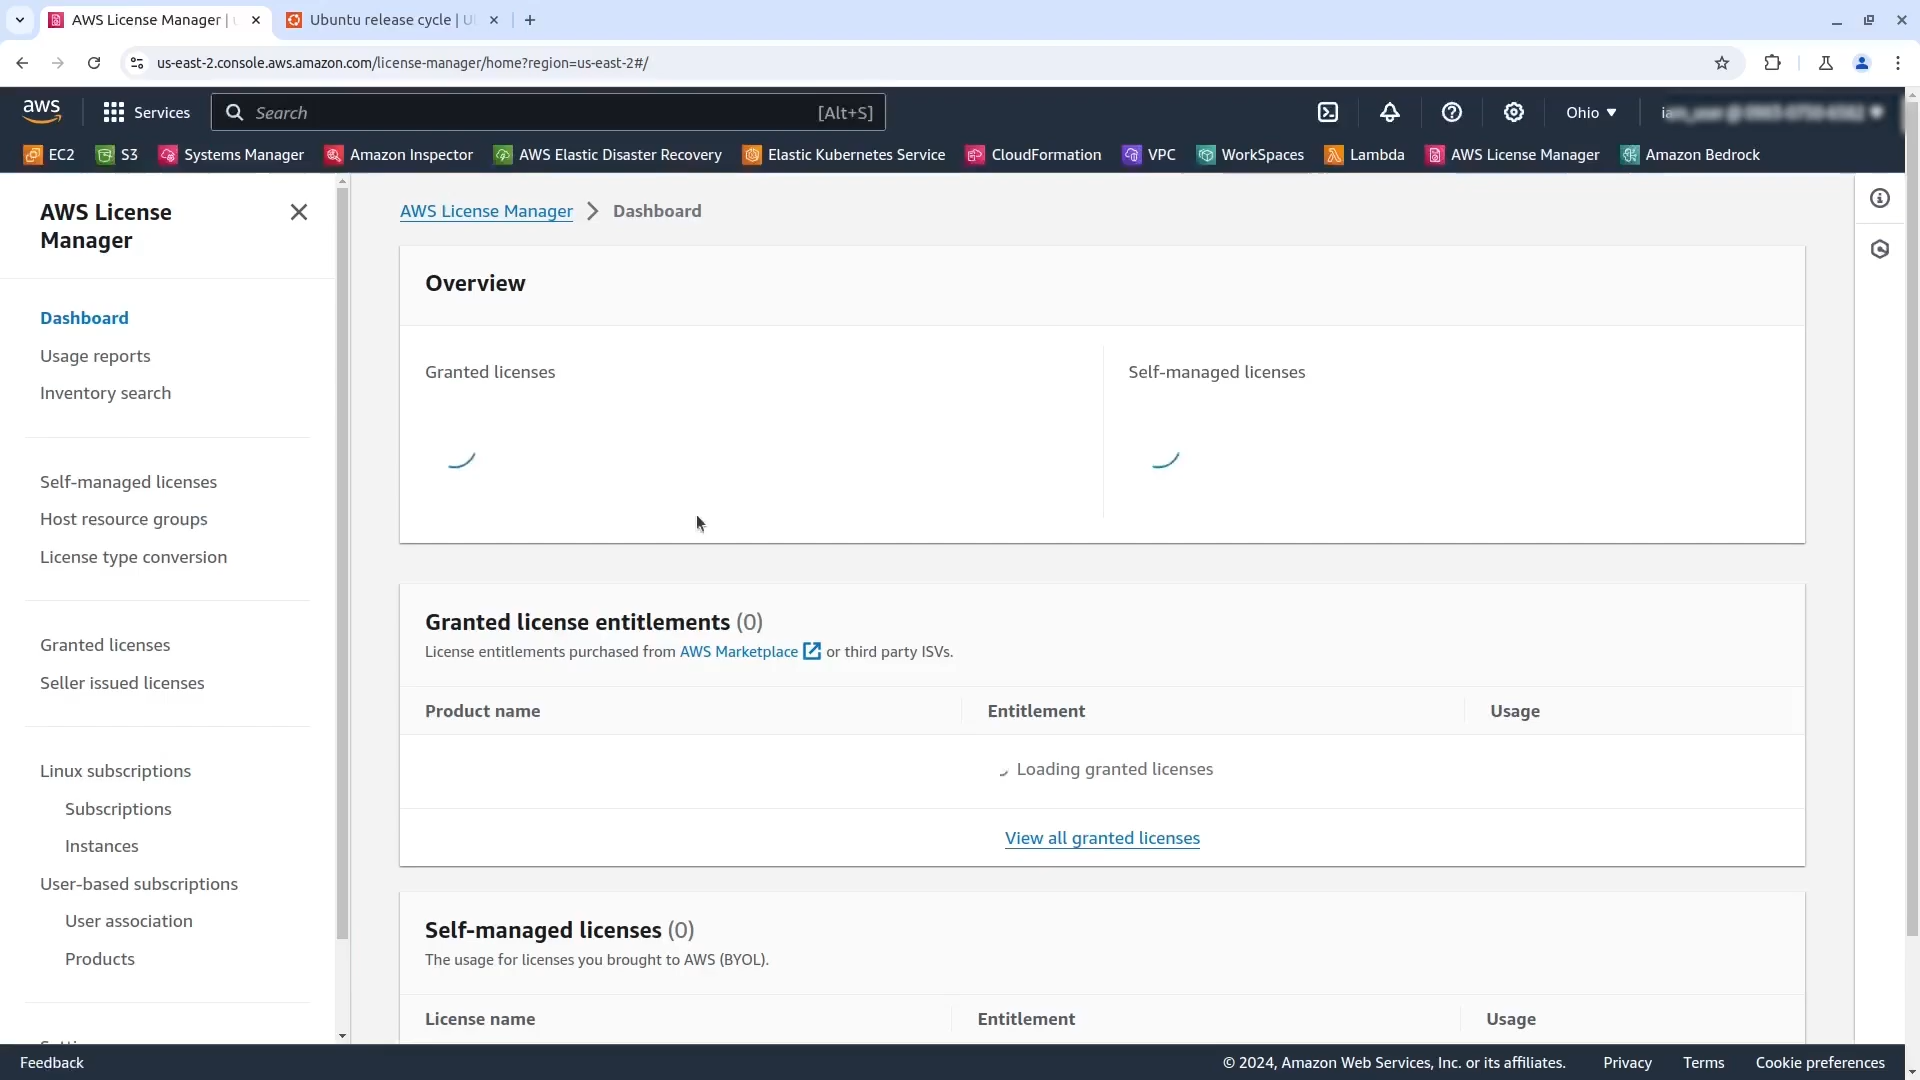 AWS License Manager |
Ubuntu release cycle | U
us-east-2.console.aws.amazon.com/license-manager/home?region=us-east-2#/
aws
Services
Search
[Alt+S]
Ohio
EC2
S3
Systems Manager
Amazon Inspector
AWS Elastic Disaster Recovery
Elastic Kubernetes Service
CloudFormation
VPC
WorkSpaces
Lambda
AWS License Manager
Amazon Bedrock
AWS License
Manager
Dashboard
Usage reports
Inventory search
Self-managed licenses
Host resource groups
License type conversion
Granted licenses
Seller issued licenses
Linux subscriptions
Subscriptions
Instances
User-based subscriptions
User association
Products
AWS License Manager > Dashboard
Overview
Granted licenses
Self-managed licenses
Granted license entitlements (0)
License entitlements purchased from AWS Marketplace or third party ISVs.
Product name
Entitlement
Usage
Loading granted licenses
View all granted licenses
Self-managed licenses (0)
The usage for licenses you brought to AWS (BYOL).
License name
Entitlement
Usage
Feedback
© 2024, Amazon Web Services, Inc. or its affiliates.
Privacy
Terms
Cookie preferences